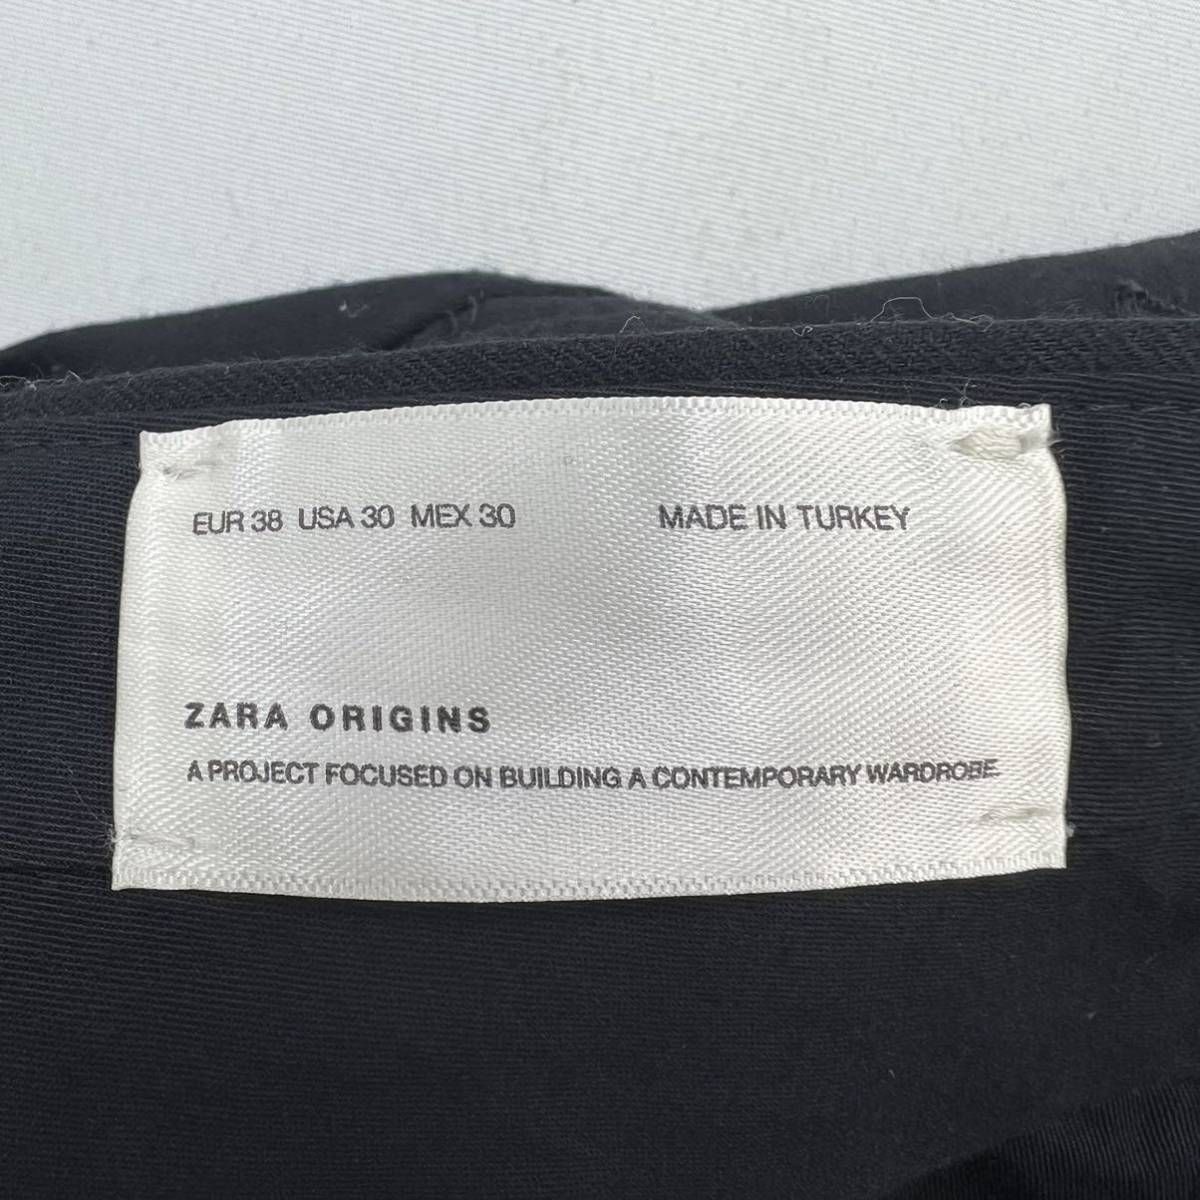 EUR 38 USA 30 MEX 30 MADE IN TURKEY
ZARA ORIGINS
A PROJECT FOCUSED ON BUILDING A CONTEMPORARY WARDROBE